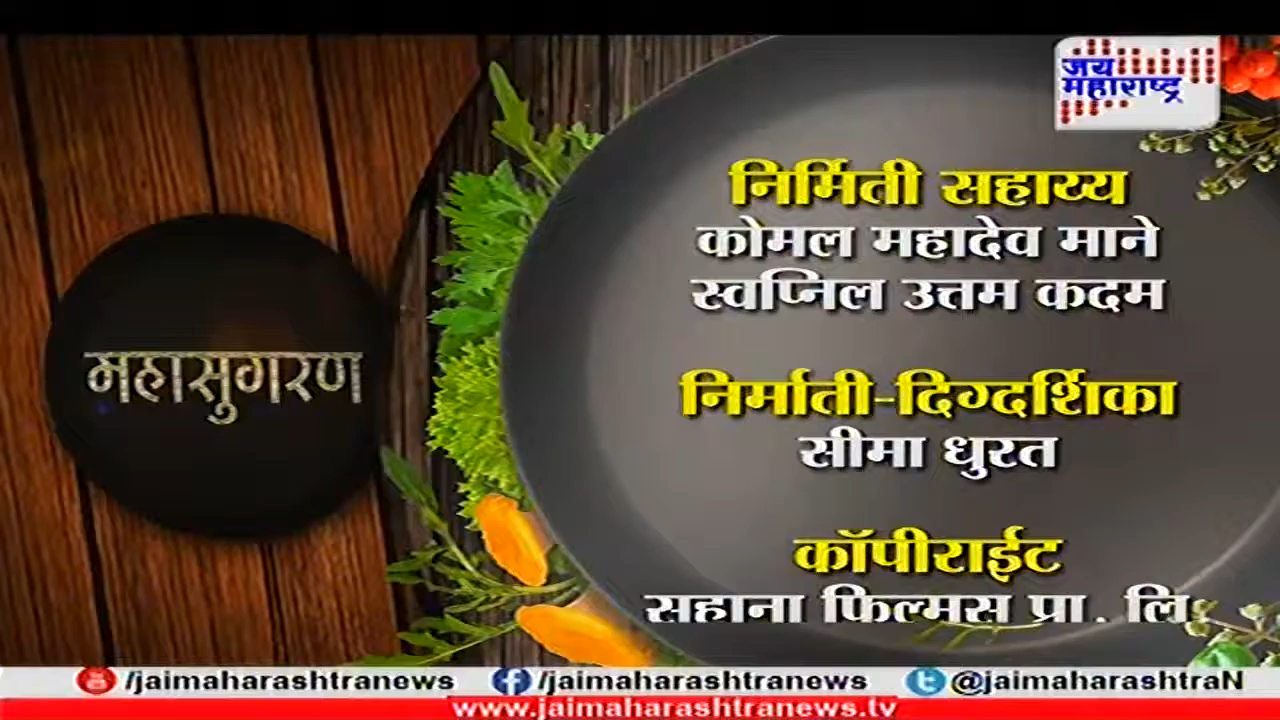 जय
महाराष्ट्र
निर्मिती सहाय्य
कोमल महादेव माने
स्वप्निल उत्तम कदम
महासुगरण
निर्माती-दिग्दर्शिका
सीमा धुरत
कॉपीराईट
सहाना फिल्मस प्रा. लि.
/jaimaharashtranews /jaimaharashtranews @jaimaharashtraN
www.jaimaharashtranews.tv